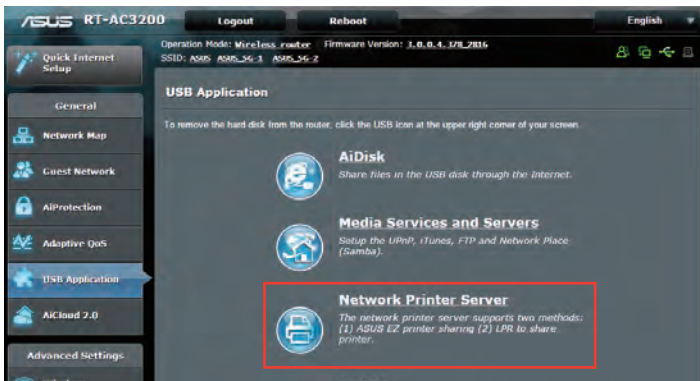 ASUS RT-AC3200 Logout Reboot English
Quick Internet Setup
Operation Mode: Wireless router Firmware Version: 3.0.0.4.378_2816
SSID: ASUS ASUS_5G-1 ASUS_5G-2
General
Network Map
Guest Network
AiProtection
Adaptive QoS
USB Application
AiCloud 2.0
Advanced Settings
USB Application
To remove the hard disk from the router, click the USB icon at the upper right corner of your screen.
AiDisk
Share files in the USB disk through the Internet.
Media Services and Servers
Setup the UPnP, iTunes, FTP and Network Place
(Samba).
Network Printer Server
The network printer server supports two methods:
(1) ASUS EZ printer sharing (2) LPR to share
printer.